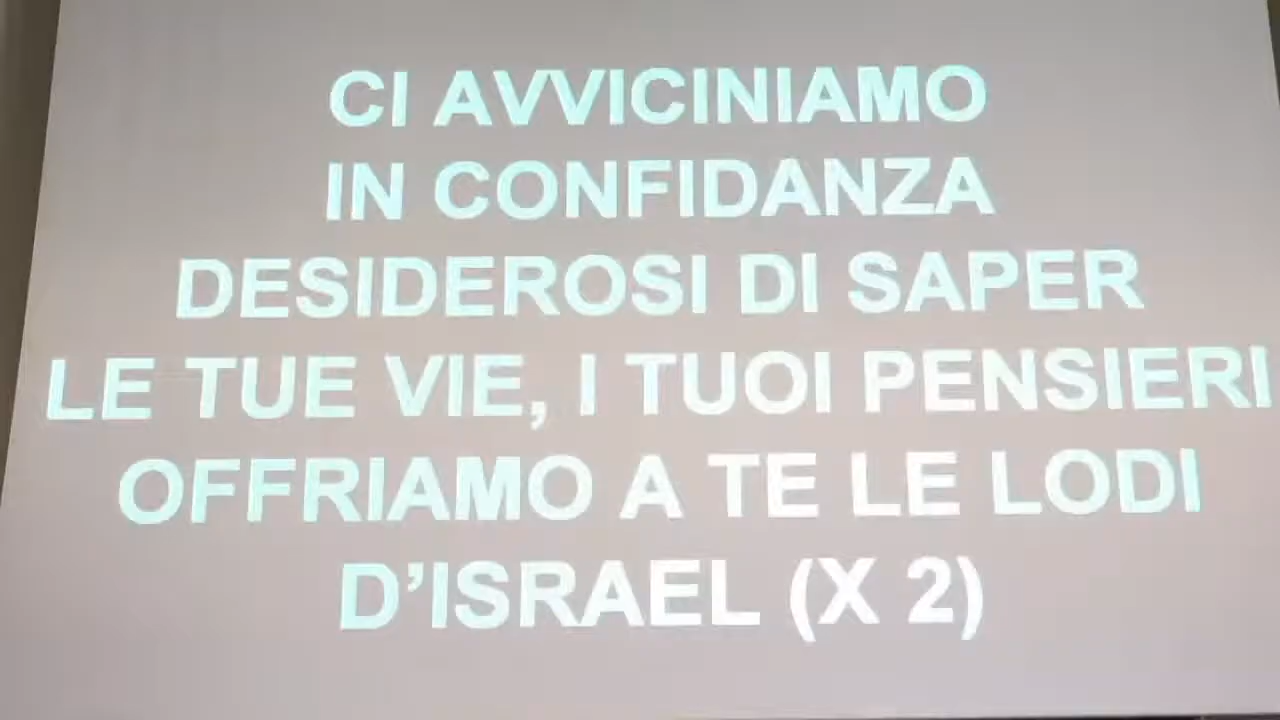 CI AVVICINIAMO
IN CONFIDANZA
DESIDEROSI DI SAPER
LE TUE VIE, I TUOI PENSIERI
OFFRIAMO A TE LE LODI
D’ISRAEL (X 2)